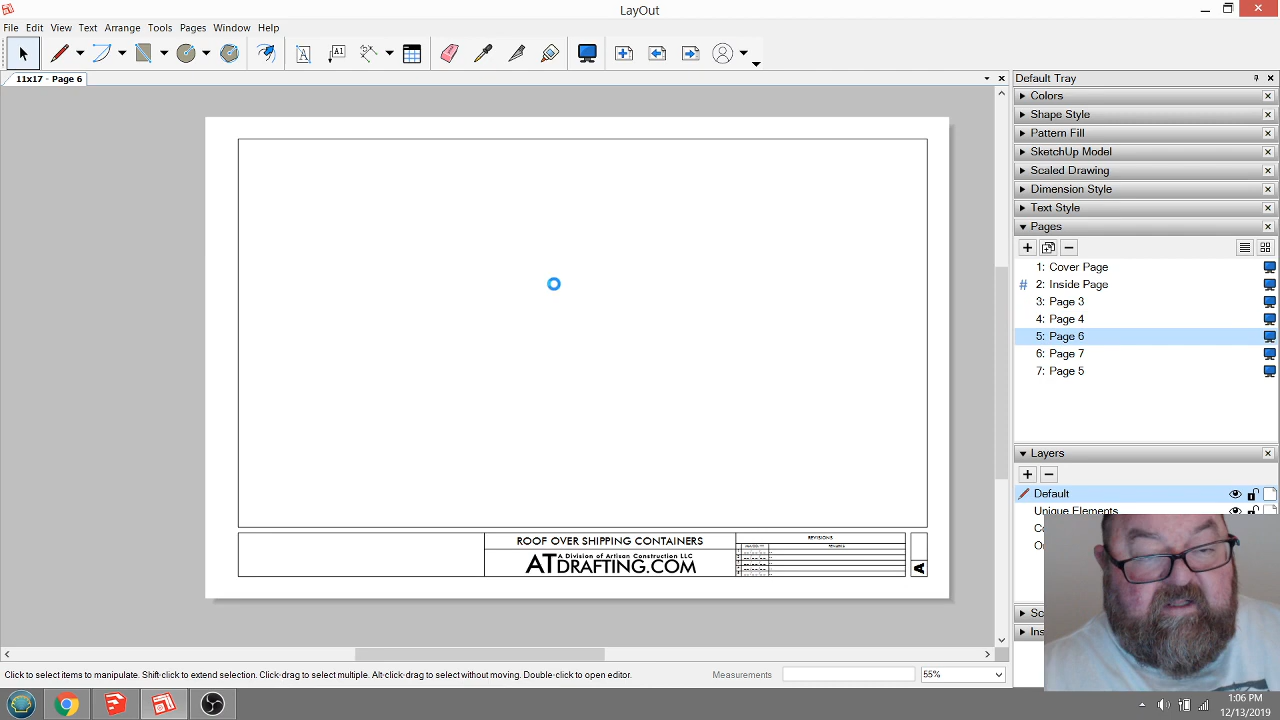 LayOut
File Edit View Text Arrange Tools Pages Window Help
11x17 - Page 6
Default Tray
Colors
Shape Style
Pattern Fill
SketchUp Model
Scaled Drawing
Dimension Style
Text Style
Pages
1: Cover Page
# 2: Inside Page
3: Page 3
4: Page 4
5: Page 6
6: Page 7
7: Page 5
Layers
Default
Unique Elements
ROOF OVER SHIPPING CONTAINERS
A Division of Artisan Construction LLC
ATDRAFTING.COM
REVISIONS
A
Click to select items to manipulate. Shift-click to extend selection. Click-drag to select multiple. Alt-click-drag to select without moving. Double-click to open editor.
Measurements
55%
1:06 PM
12/13/2019